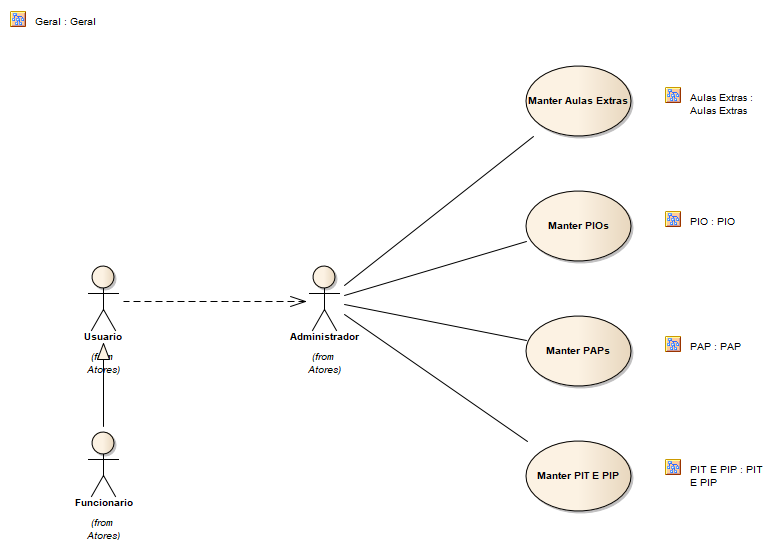 Geral : Geral
Manter Aulas Extras
Aulas Extras :
Aulas Extras
Manter PIOs
PIO : PIO
Usuario
(from
Atores)
Administrador
(from
Atores)
Manter PAPs
PAP : PAP
Funcionario
(from
Atores)
Manter PIT E PIP
PIT E PIP : PIT
E PIP